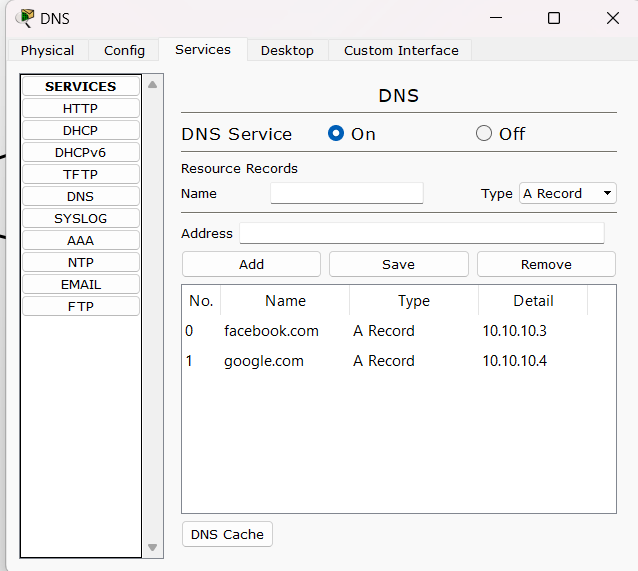 DNS
Physical Config Services Desktop Custom Interface
SERVICES
HTTP
DHCP
DHCPv6
TFTP
DNS
SYSLOG
AAA
NTP
EMAIL
FTP
DNS
DNS Service On Off
Resource Records
Name Type A Record
Address
Add Save Remove
No. Name Type Detail
0 facebook.com A Record 10.10.10.3
1 google.com A Record 10.10.10.4
DNS Cache